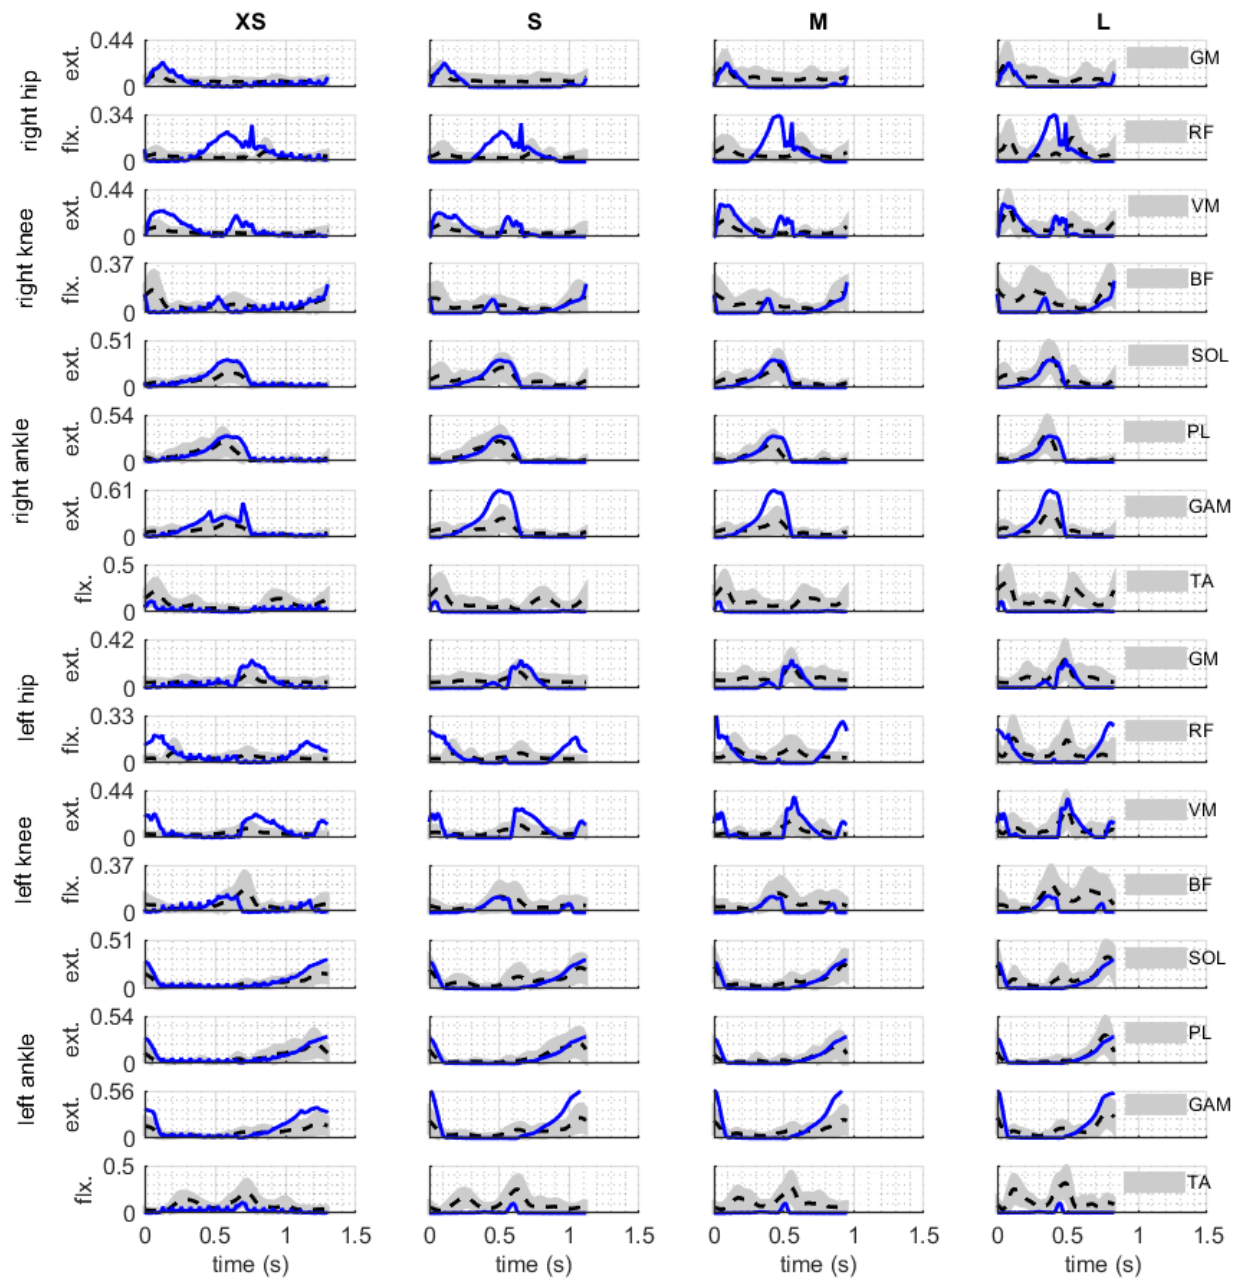 XS S M L
right hip
ext. 0.44 0 GM
flx. 0.34 0 RF
right knee
ext. 0.44 0 VM
flx. 0.37 0 BF
right ankle
ext. 0.51 0 SOL
ext. 0.54 0 PL
ext. 0.61 0 GAM
flx. 0.5 0 TA
left hip
ext. 0.42 0 GM
flx. 0.33 0 RF
left knee
ext. 0.44 0 VM
flx. 0.37 0 BF
left ankle
ext. 0.51 0 SOL
ext. 0.54 0 PL
ext. 0.56 0 GAM
flx. 0.5 0 TA
0 0.5 1 1.5 0 0.5 1 1.5 0 0.5 1 1.5 0 0.5 1 1.5
time (s) time (s) time (s) time (s)